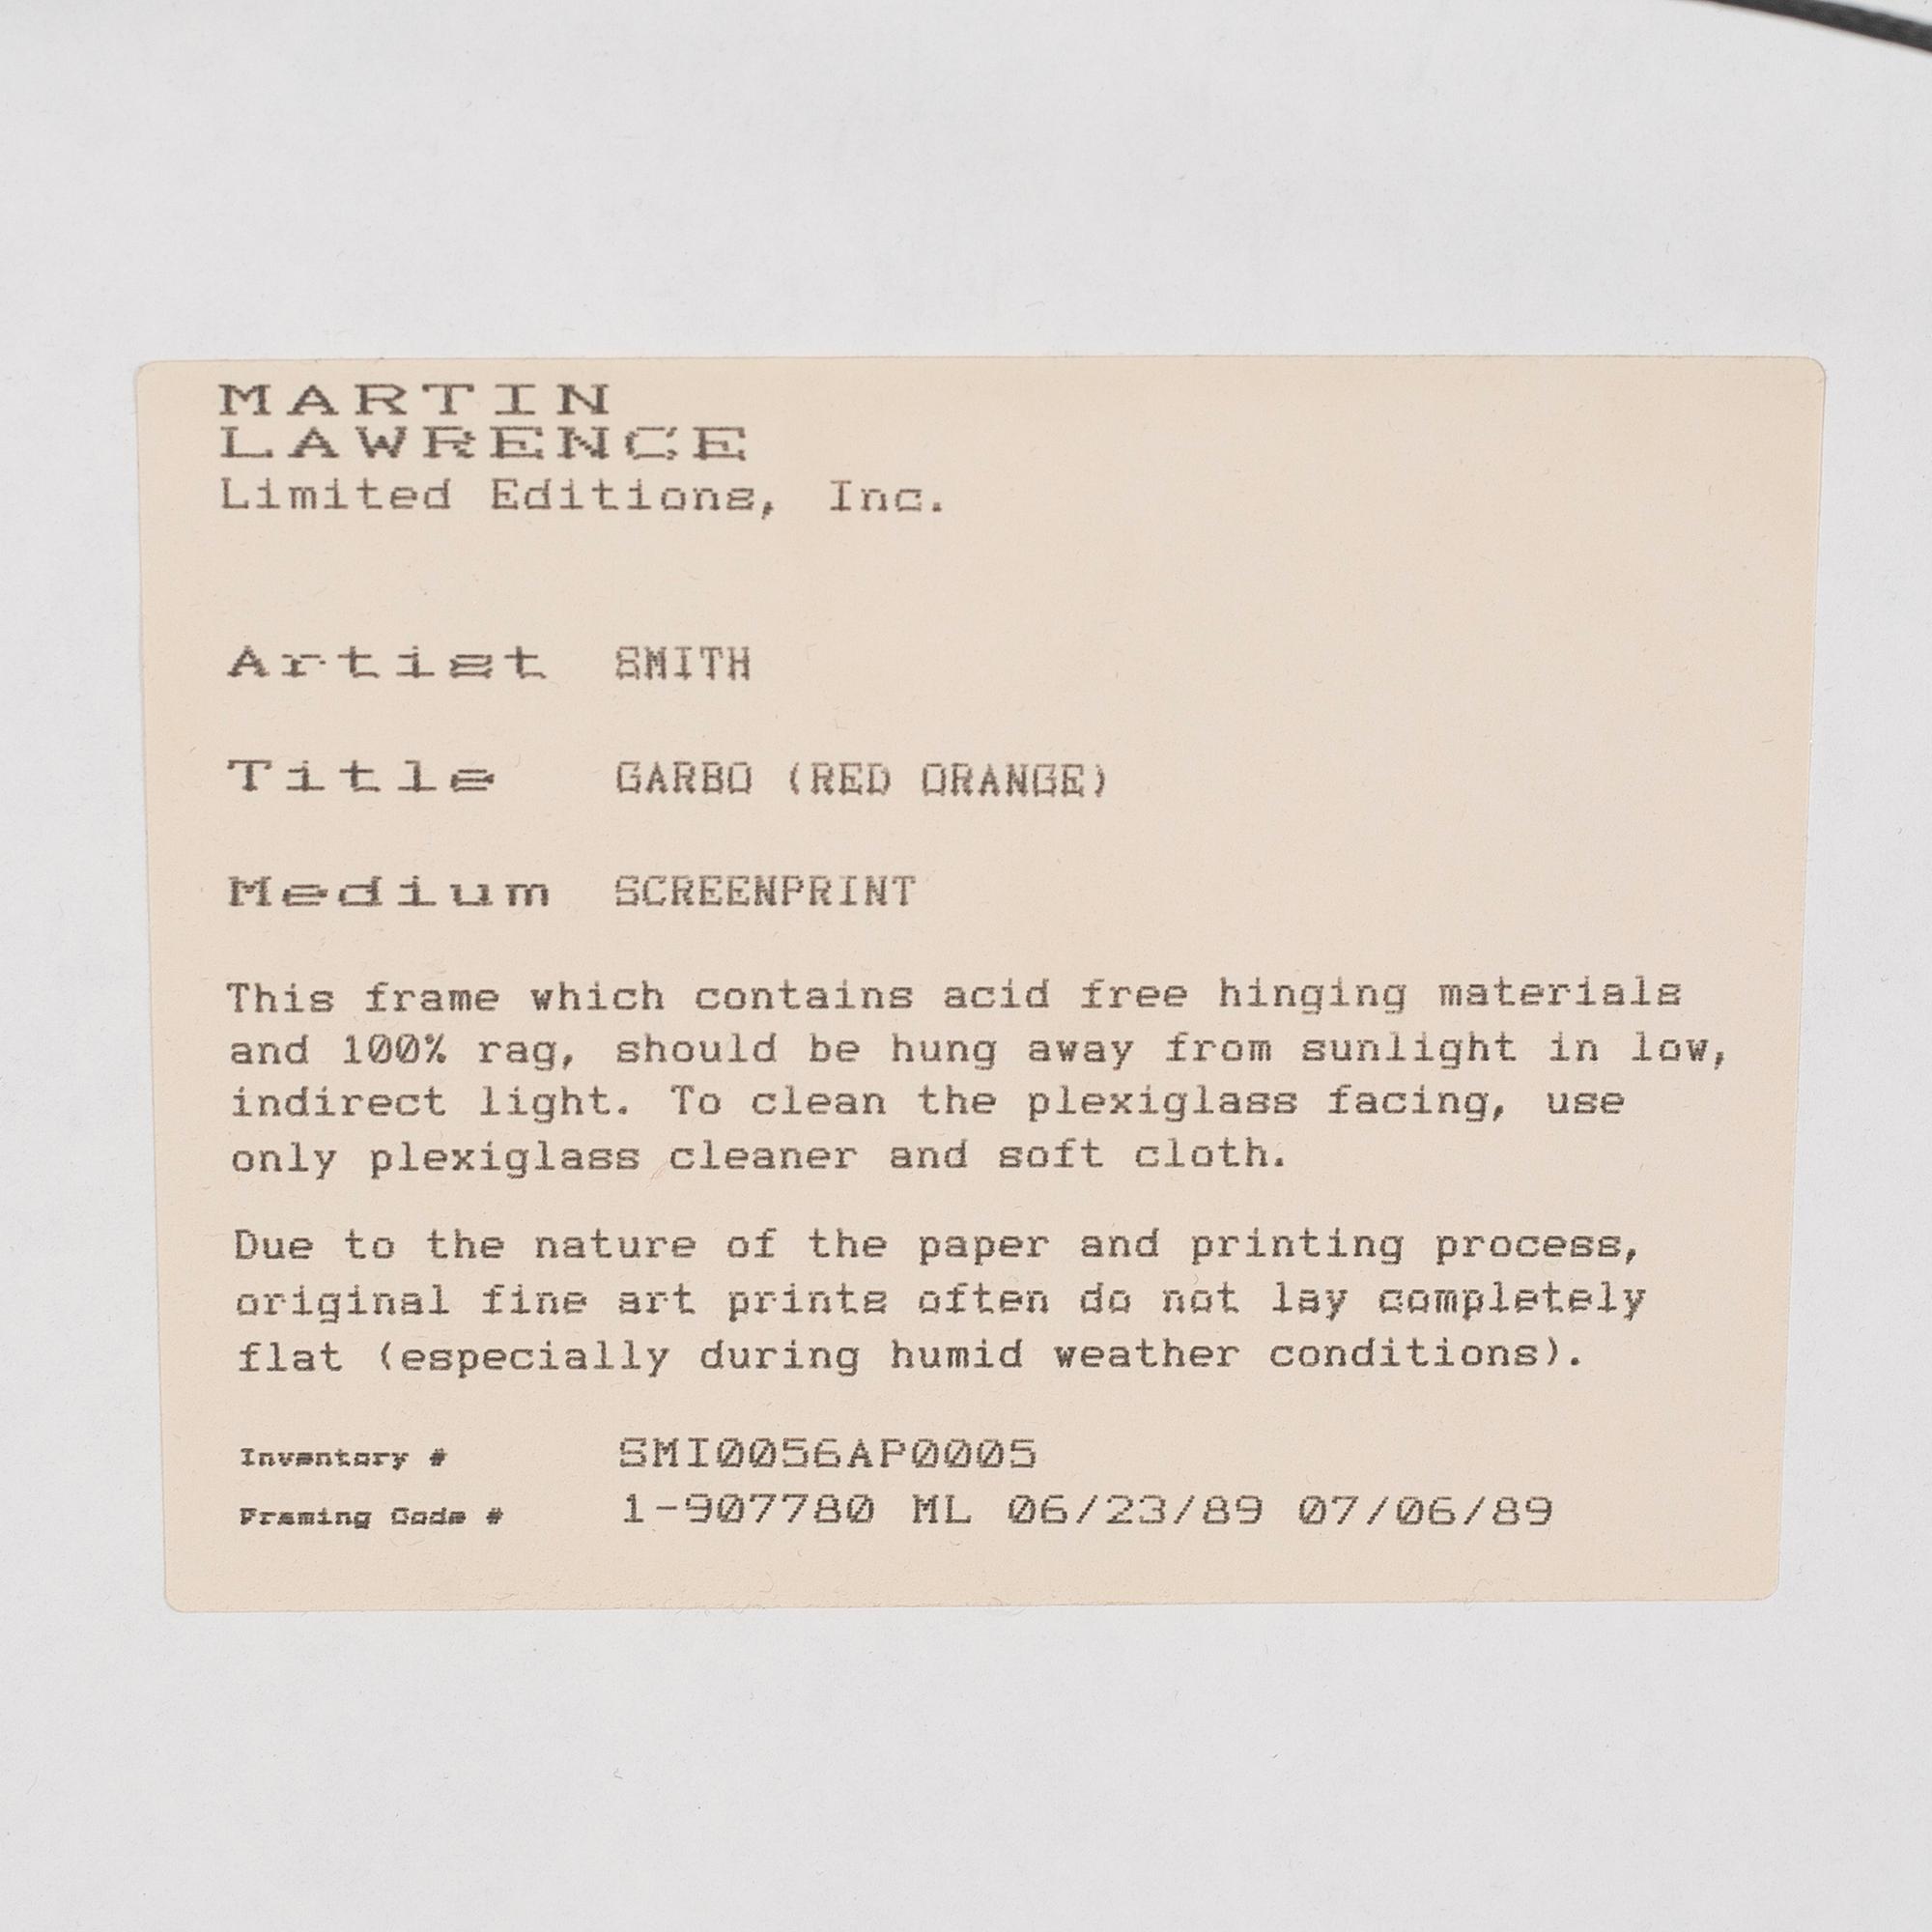 MARTIN
LAWRENCE
Limited Editions, Inc.
Artist SMITH
Title GARBO (RED ORANGE)
Medium SCREENPRINT
This frame which contains acid free hinging materials
and 100% rag, should be hung away from sunlight in low,
indirect light. To clean the plexiglass facing, use
only plexiglass cleaner and soft cloth.
Due to the nature of the paper and printing process,
original fine art prints often do not lay completely
flat (especially during humid weather conditions).
Inventory # SMI0056AP0005
Framing Code # 1-907780 ML 06/23/89 07/06/89